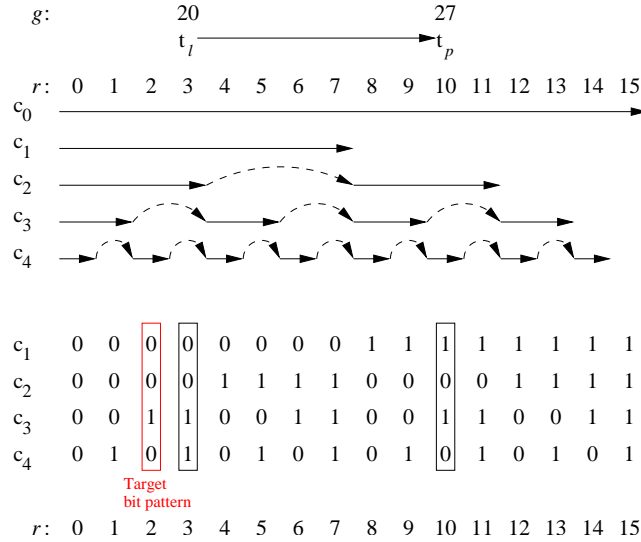 g: 20 27
t_l t_p
r: 0 1 2 3 4 5 6 7 8 9 10 11 12 13 14 15
c_0
c_1
c_2
c_3
c_4
c_1 0 0 0 0 0 0 0 0 1 1 1 1 1 1 1 1
c_2 0 0 0 0 1 1 1 1 0 0 0 0 1 1 1 1
c_3 0 0 1 1 0 0 1 1 0 0 1 1 0 0 1 1
c_4 0 1 0 1 0 1 0 1 0 1 0 1 0 1 0 1
Target
bit pattern
r: 0 1 2 3 4 5 6 7 8 9 10 11 12 13 14 15